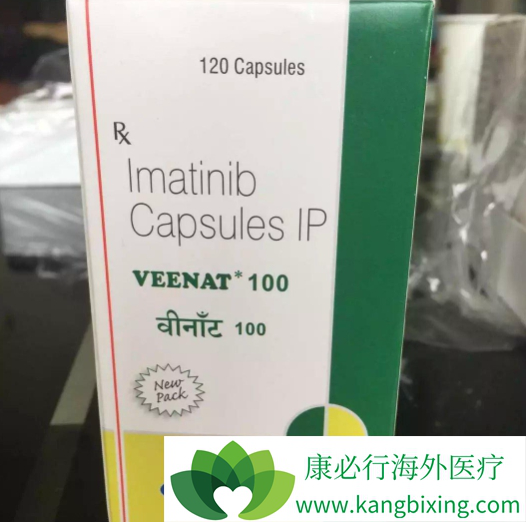 120 Capsules
Rx
Imatinib
Capsules IP
VEENAT* 100
वीनाँट 100
New
Pack
康必行海外医疗
www.kangbixing.com